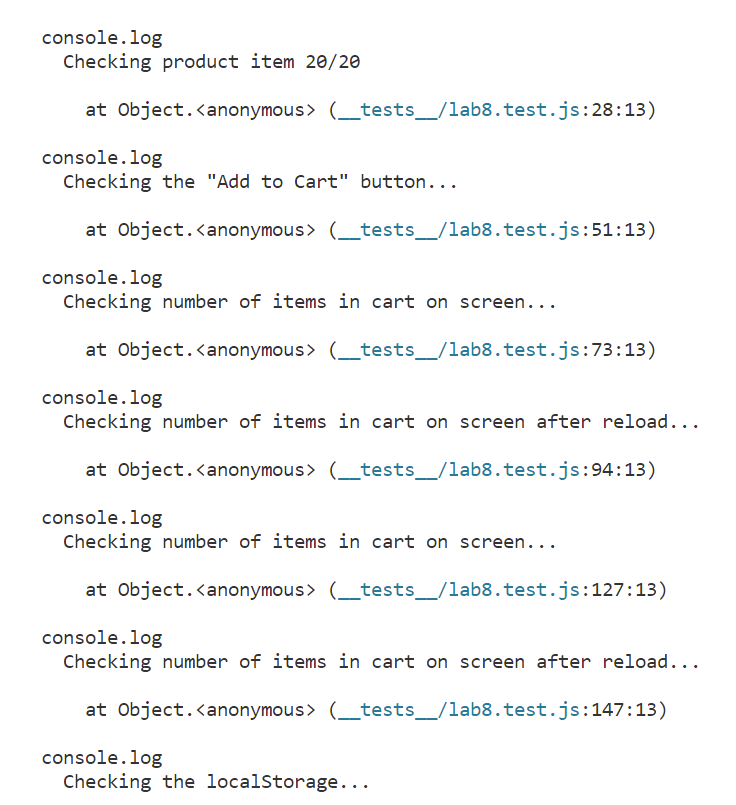 console.log
Checking product item 20/20
at Object.<anonymous> (__tests__/lab8.test.js:28:13)
console.log
Checking the "Add to Cart" button...
at Object.<anonymous> (__tests__/lab8.test.js:51:13)
console.log
Checking number of items in cart on screen...
at Object.<anonymous> (__tests__/lab8.test.js:73:13)
console.log
Checking number of items in cart on screen after reload...
at Object.<anonymous> (__tests__/lab8.test.js:94:13)
console.log
Checking number of items in cart on screen...
at Object.<anonymous> (__tests__/lab8.test.js:127:13)
console.log
Checking number of items in cart on screen after reload...
at Object.<anonymous> (__tests__/lab8.test.js:147:13)
console.log
Checking the localStorage...